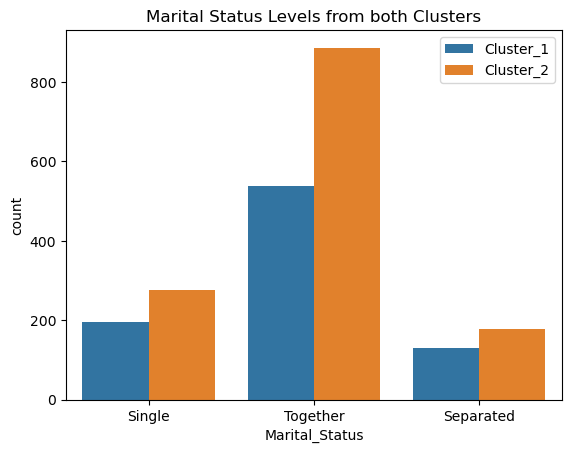 Marital Status Levels from both Clusters
Cluster_1
Cluster_2
count
800
600
400
200
0
Single
Together
Separated
Marital_Status